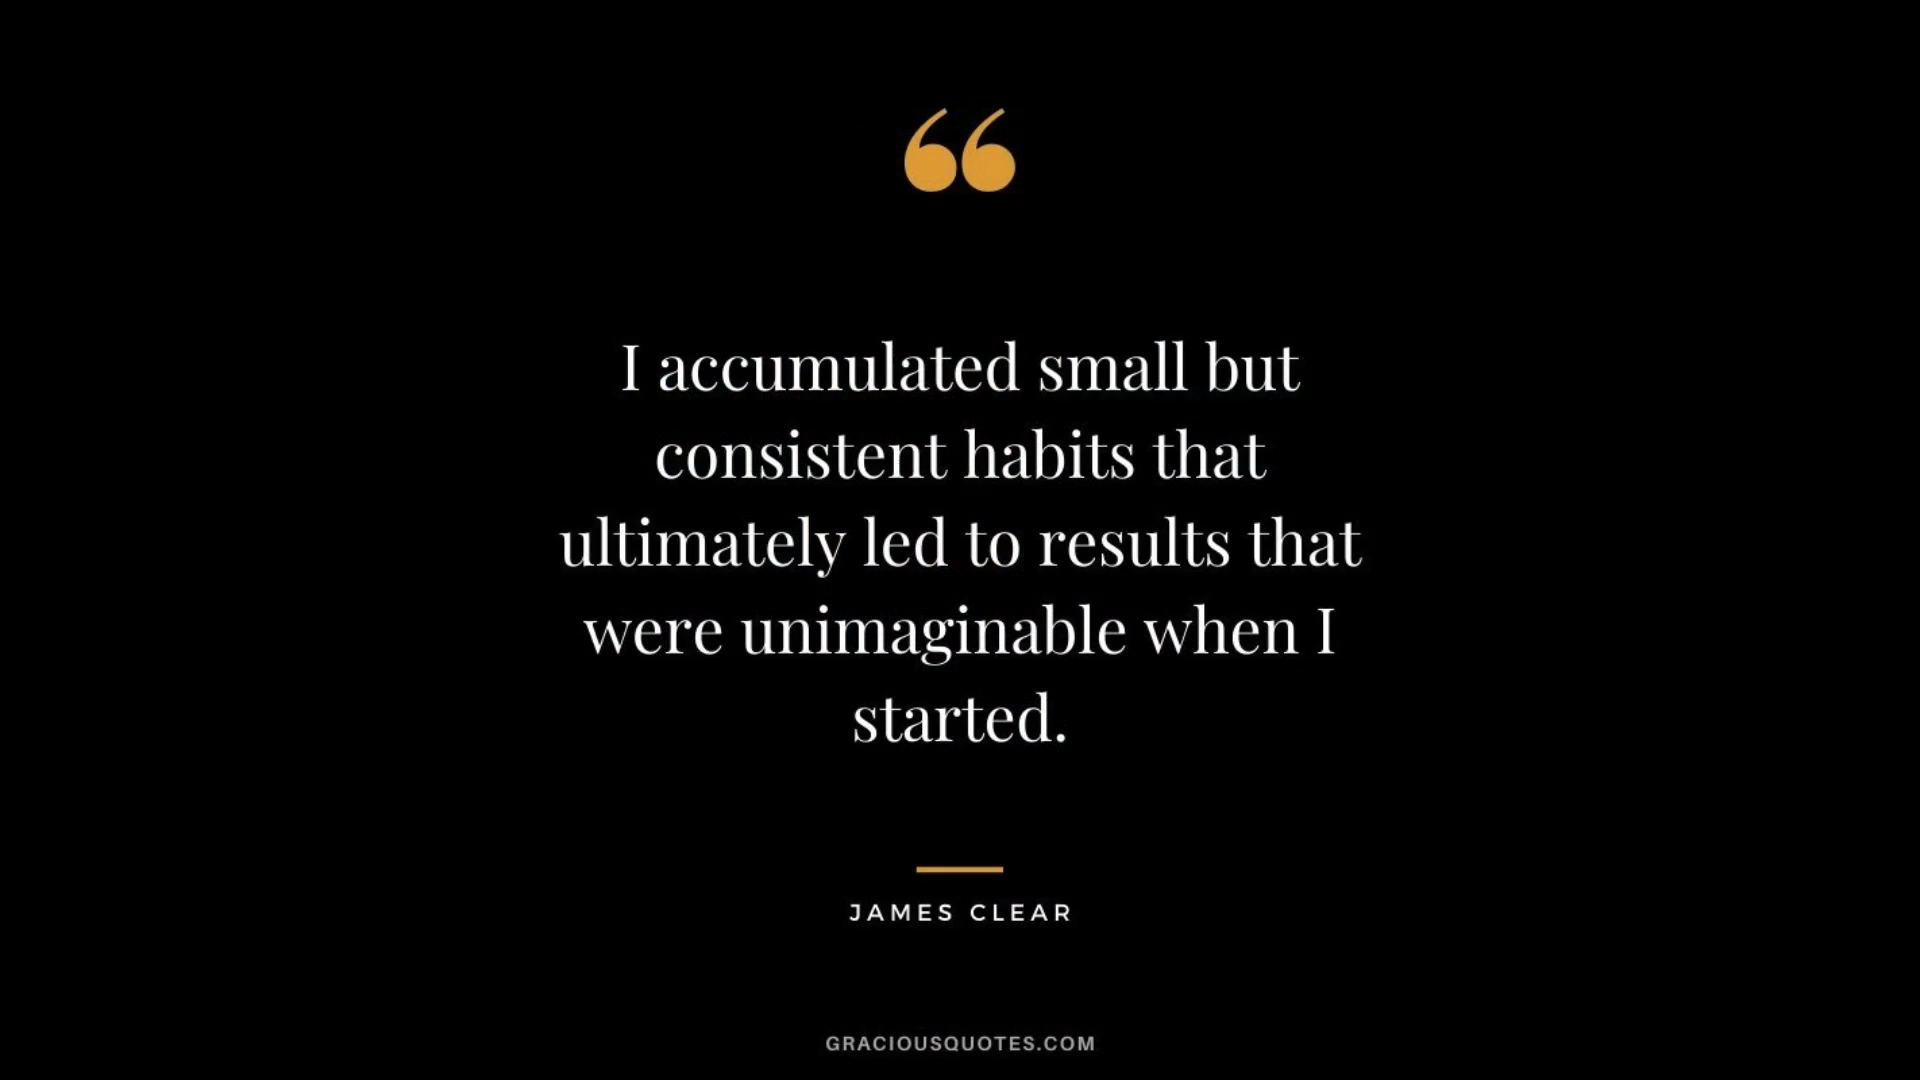 “
I accumulated small but
consistent habits that
ultimately led to results that
were unimaginable when I
started.
JAMES CLEAR
GRACIOUSQUOTES.COM